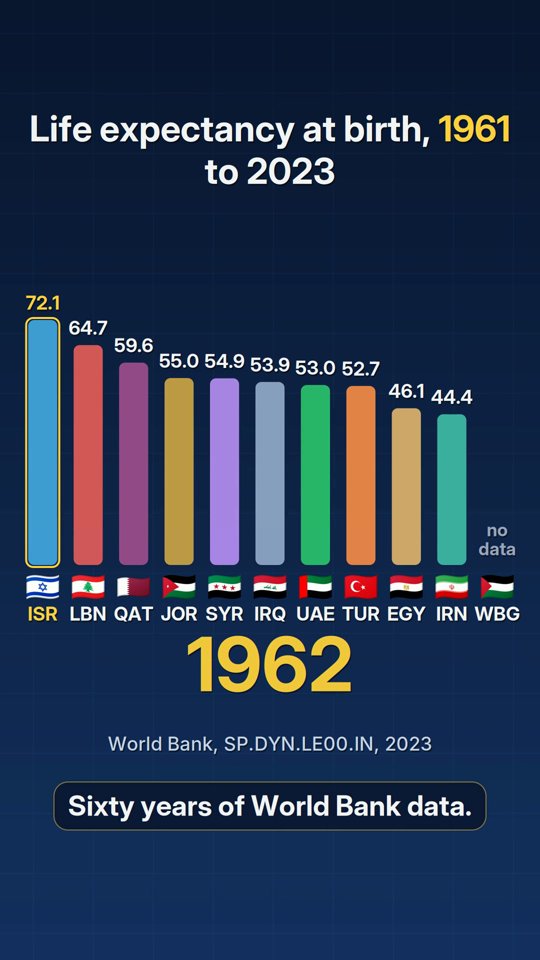 Life expectancy at birth, 1961
to 2023
72.1
64.7
59.6
55.0
54.9
53.9
53.0
52.7
46.1
44.4
no
data
ISR LBN QAT JOR SYR IRQ UAE TUR EGY IRN WBG
1962
World Bank, SP.DYN.LE00.IN, 2023
Sixty years of World Bank data.